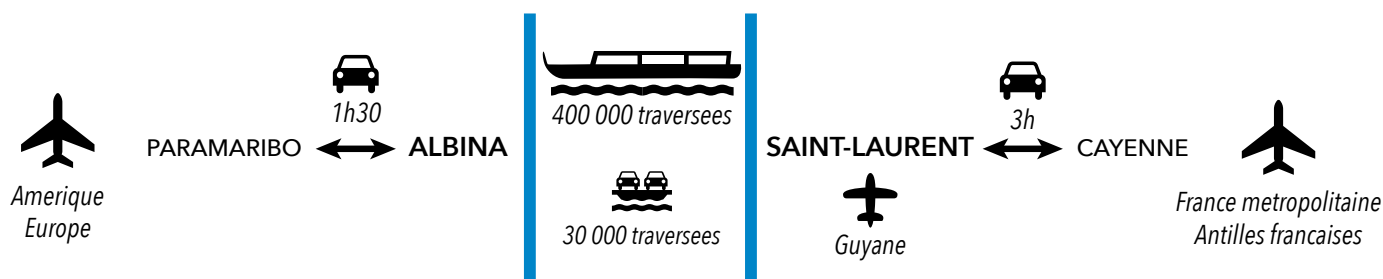 1h30
PARAMARIBO
ALBINA
Amerique
Europe
400 000 traversees
30 000 traversees
3h
SAINT-LAURENT
CAYENNE
Guyane
France metropolitaine
Antilles francaises